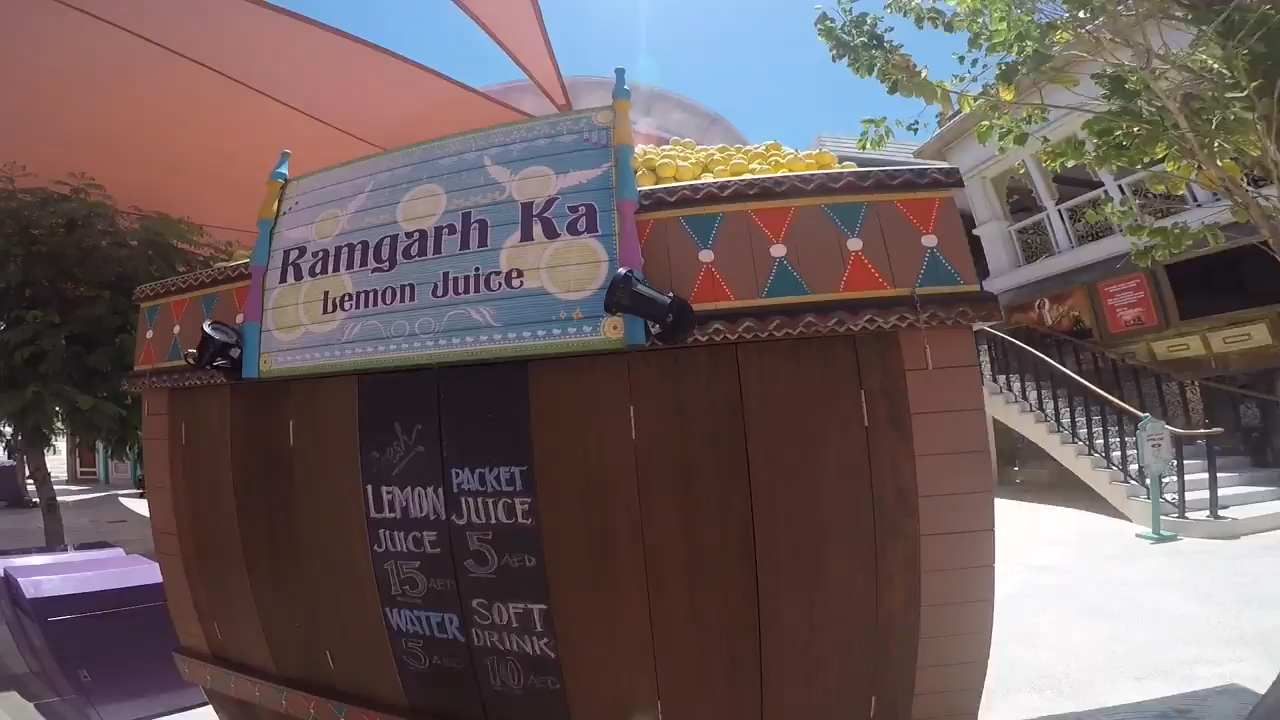 Ramgarh Ka
Lemon Juice
Fresh
LEMON
JUICE
15 AED
WATER
5 AED
PACKET
JUICE
5 AED
SOFT
DRINK
10 AED